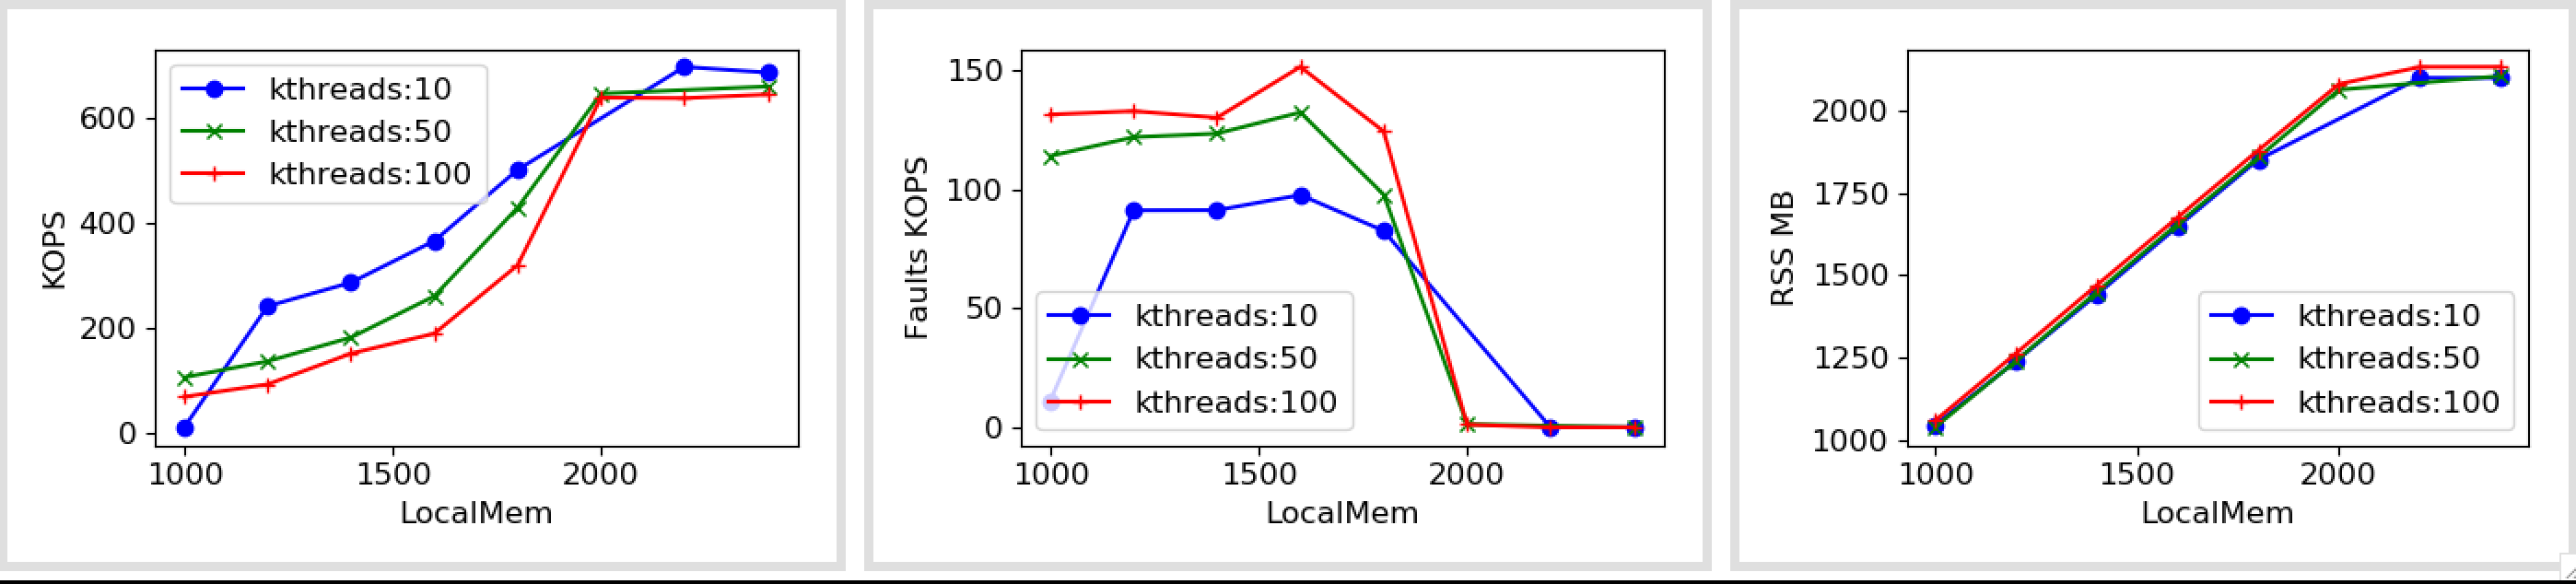 600
400
200
0
KOPS
kthreads:10
kthreads:50
kthreads:100
1000
1500
2000
LocalMem
150
100
50
0
Faults KOPS
kthreads:10
kthreads:50
kthreads:100
1000
1500
2000
LocalMem
2000
1750
1500
1250
1000
RSS MB
kthreads:10
kthreads:50
kthreads:100
1000
1500
2000
LocalMem